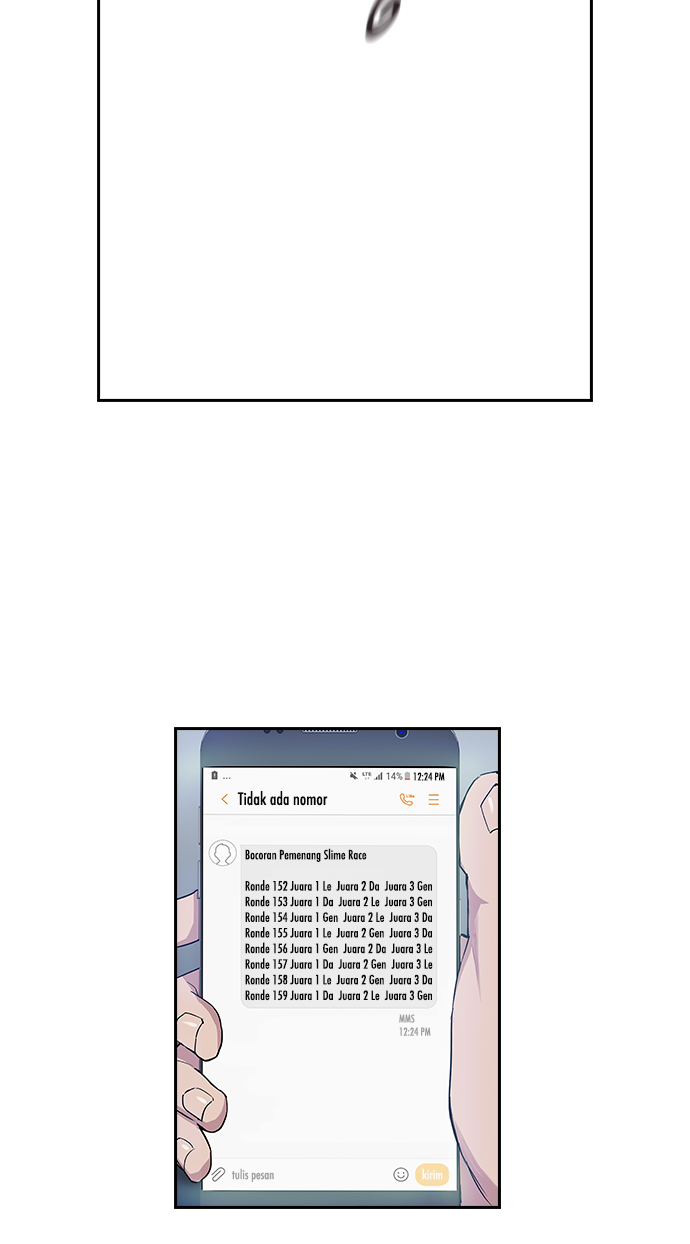 ... LTE 14% 12:24 PM
Tidak ada nomor
Bocoran Pemenang Slime Race
Ronde 152 Juara 1 Le Juara 2 Da Juara 3 Gen
Ronde 153 Juara 1 Da Juara 2 Le Juara 3 Gen
Ronde 154 Juara 1 Gen Juara 2 Le Juara 3 Da
Ronde 155 Juara 1 Le Juara 2 Gen Juara 3 Da
Ronde 156 Juara 1 Gen Juara 2 Da Juara 3 Le
Ronde 157 Juara 1 Da Juara 2 Gen Juara 3 Le
Ronde 158 Juara 1 Le Juara 2 Gen Juara 3 Da
Ronde 159 Juara 1 Da Juara 2 Le Juara 3 Gen
MMS
12:24 PM
tulis pesan kirim